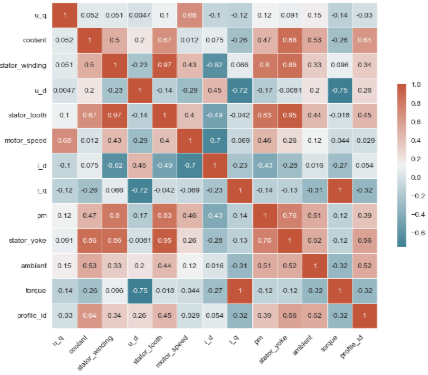 u_q 1 0.052 0.051 0.0047 0.1 0.68 -0.1 -0.12 0.12 0.091 0.15 -0.14 -0.03
coolant 0.052 1 0.5 0.2 0.67 0.012 0.075 -0.26 0.47 0.86 0.53 -0.26 0.64
stator_winding 0.051 0.5 1 -0.23 0.97 0.43 -0.62 0.066 0.8 0.86 0.33 0.096 0.34
u_d 0.0047 0.2 -0.23 1 -0.14 -0.29 0.45 -0.72 -0.17 -0.0081 0.2 -0.75 0.26
stator_tooth 0.1 0.67 0.97 -0.14 1 0.4 -0.49 -0.042 0.83 0.95 0.44 -0.018 0.45
motor_speed 0.68 0.012 0.43 -0.29 0.4 1 -0.7 0.069 0.46 0.26 0.12 -0.044 -0.029
i_d -0.1 0.075 -0.62 0.45 -0.49 -0.7 1 -0.23 -0.43 -0.28 0.016 -0.27 0.054
i_q -0.12 -0.26 0.066 -0.72 -0.042 -0.069 -0.23 1 -0.14 -0.13 -0.31 1 -0.32
pm 0.12 0.47 0.8 -0.17 0.83 0.46 -0.43 -0.14 1 0.76 0.51 -0.12 0.39
stator_yoke 0.091 0.86 0.86 -0.0081 0.95 0.26 -0.28 -0.13 0.76 1 0.52 -0.12 0.56
ambient 0.15 0.53 0.33 0.2 0.44 0.12 0.016 -0.31 0.51 0.52 1 -0.32 0.52
torque -0.14 -0.26 0.096 -0.75 -0.018 -0.044 -0.27 1 -0.12 -0.12 -0.32 1 -0.32
profile_id -0.03 0.64 0.34 0.26 0.45 -0.029 0.054 -0.32 0.39 0.56 0.52 -0.32 1
u_q coolant stator_winding u_d stator_tooth motor_speed i_d i_q pm stator_yoke ambient torque profile_id
1.0
0.8
0.6
0.4
0.2
0.0
−0.2
−0.4
−0.6